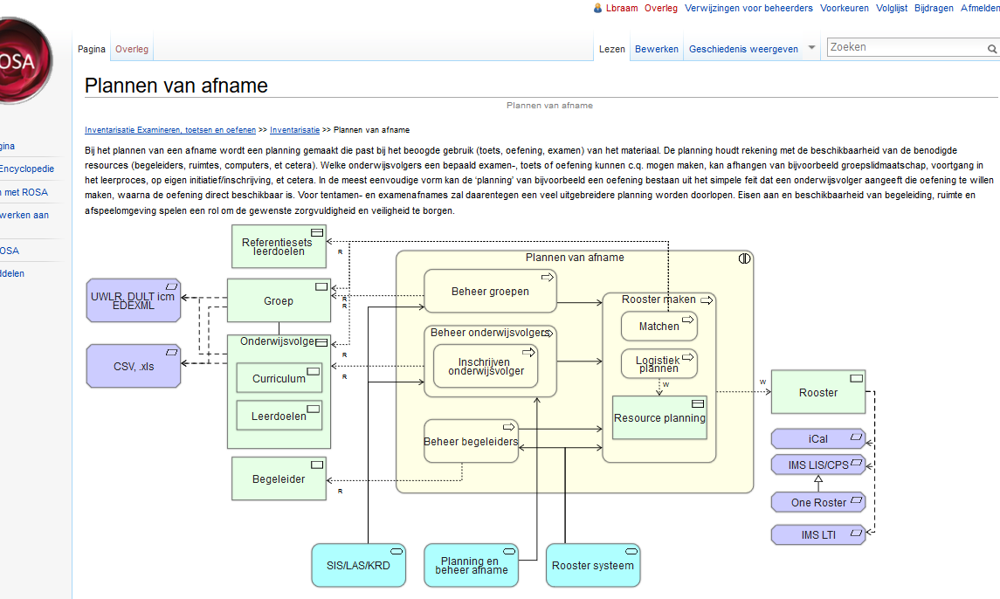 Lbraam Overleg Verwijzingen voor beheerders Voorkeuren Volglijst Bijdragen Afmelden
OSA
Pagina Overleg
Lezen Bewerken Geschiedenis weergeven
Zoeken
Plannen van afname
Plannen van afname
Inventarisatie Examineren, toetsen en oefenen >> Inventarisatie >> Plannen van afname
Bij het plannen van een afname wordt een planning gemaakt die past bij het beoogde gebruik (toets, oefening, examen) van het materiaal. De planning houdt rekening met de beschikbaarheid van de benodigde
resources (begeleiders, ruimtes, computers, et cetera). Welke onderwijsvolgers een bepaald examen-, toets of oefening kunnen c.q. mogen maken, kan afhangen van bijvoorbeeld groepslidmaatschap, voortgang in
het leerproces, op eigen initiatief/inschrijving, et cetera. In de meest eenvoudige vorm kan de ‘planning’ van bijvoorbeeld een oefening bestaan uit het simpele feit dat een onderwijsvolger aangeeft die oefening te willen
maken, waarna de oefening direct beschikbaar is. Voor tentamen- en examenafnames zal daarentegen een veel uitgebreidere planning worden doorlopen. Eisen aan en beschikbaarheid van begeleiding, ruimte en
afspeelomgeving spelen een rol om de gewenste zorgvuldigheid en veiligheid te borgen.
gina
Encyclopedie
n met ROSA
werken aan
OSA
ddelen
Referentiesets
leerdoelen
R
UWLR, DULT icm
EDEXML
Groep
R
R
CSV, .xls
Onderwijsvolger
R
Curriculum
R
Leerdoelen
Begeleider
R
Plannen van afname
Beheer groepen
Beheer onderwijsvolgers
Inschrijven
onderwijsvolger
Beheer begeleiders
Rooster maken
Matchen
Logistiek
plannen
W
Resource planning
W
Rooster
iCal
IMS LIS/CPS
One Roster
IMS LTI
SIS/LAS/KRD
Planning en
beheer afname
Rooster systeem